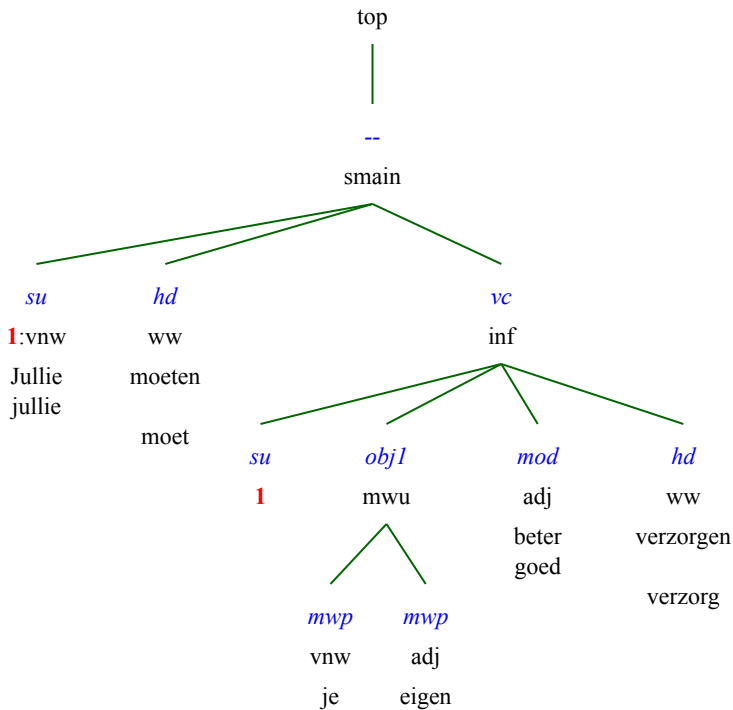 top
--
smain
su hd vc
1:vnw ww inf
Jullie moeten
jullie
moet
su obj1 mod hd
1 mwu adj ww
beter verzorgen
goed
verzorg
mwp mwp
vnw adj
je eigen